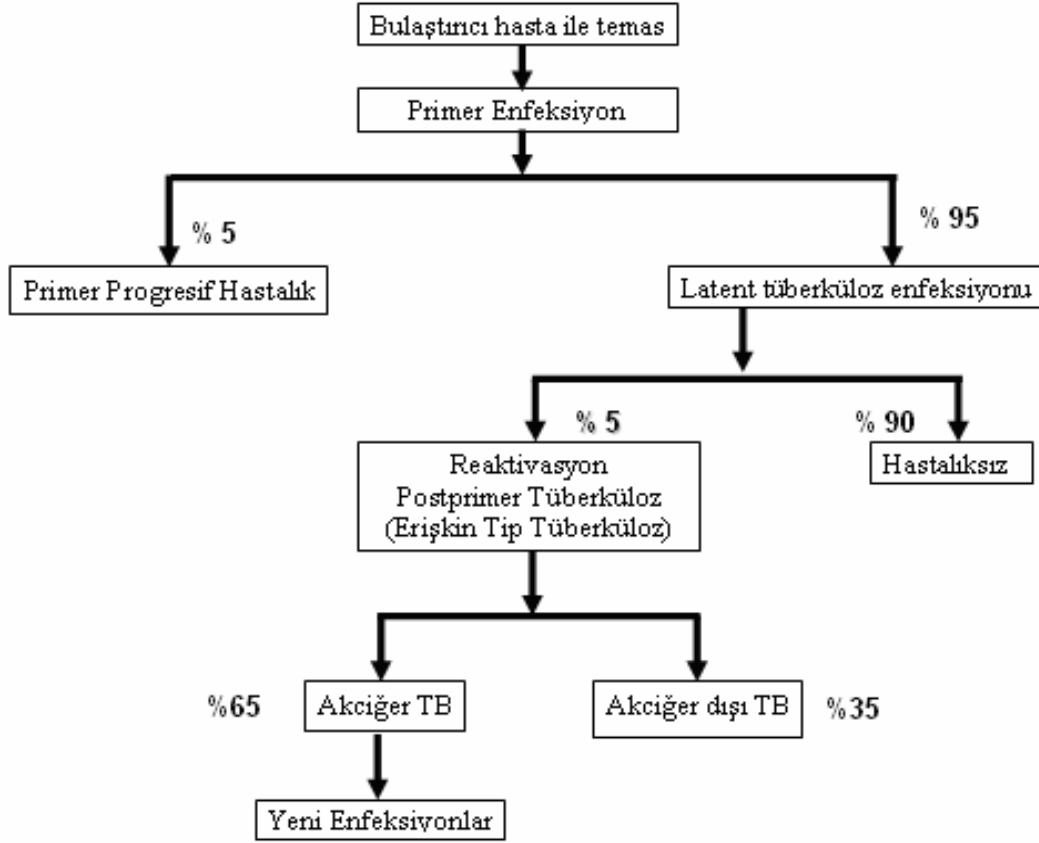 Bulaştırıcı hasta ile temas
Primer Enfeksiyon
% 5
% 95
Primer Progresif Hastalık
Latent tüberküloz enfeksiyonu
% 5
% 90
Reaktivasyon
Postprimer Tüberküloz
(Erişkin Tip Tüberküloz)
Hastalıksız
%65
Akciğer TB
Akciğer dışı TB
%35
Yeni Enfeksiyonlar